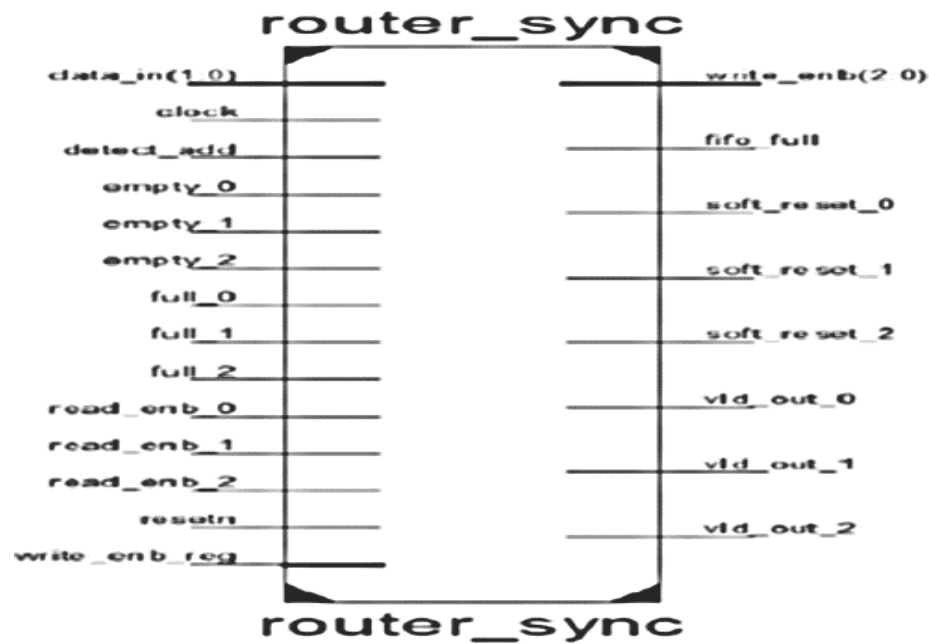 router_sync
data_in(1:0)
clock
detect_add
empty_0
empty_1
empty_2
full_0
full_1
full_2
read_enb_0
read_enb_1
read_enb_2
resetn
write_enb_reg
write_enb(2:0)
fifo_full
soft_reset_0
soft_reset_1
soft_reset_2
vld_out_0
vld_out_1
vld_out_2
router_sync